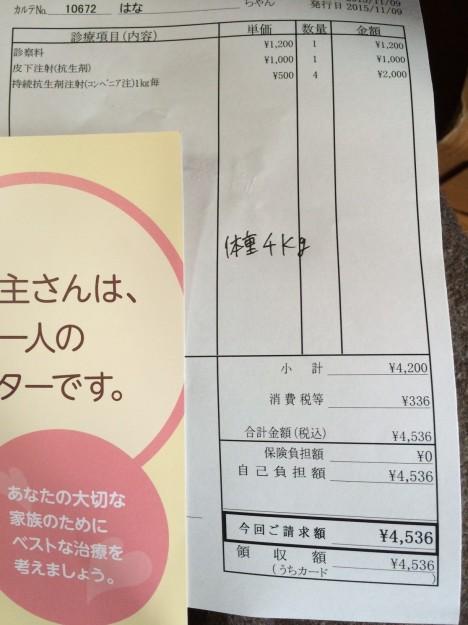 カルテNo. 10672 はな ちゃん
発行日 2015/11/09
診療項目(内容) 単価 数量 金額
診察料 ¥1,200 1 ¥1,200
皮下注射(抗生剤) ¥1,000 1 ¥1,000
持続抗生剤注射(コンベニア注)1kg毎 ¥500 4 ¥2,000
体重4kg
小計 ¥4,200
消費税等 ¥336
合計金額(税込) ¥4,536
保険負担額 ¥0
自己負担額 ¥4,536
今回ご請求額 ¥4,536
領収額 ¥4,536
(うちカード )
主さんは、
一人の
ターです。
あなたの大切な
家族のために
ベストな治療を
考えましょう。